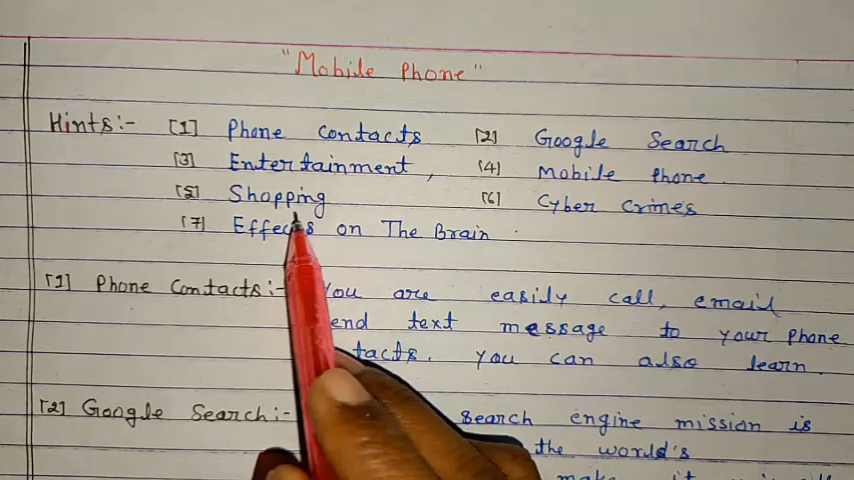 "Mobile Phone"
Hints:- [1] Phone Contacts [2] Google Search
[3] Entertainment, [4] Mobile Phone
[5] Shopping [6] Cyber Crimes
[7] Effects on The Brain.
[1] Phone Contacts:- You are easily call, email
end text message to your phone
tacts. You can also learn.
[2] Google Search:- search engine mission is
the world's
make it